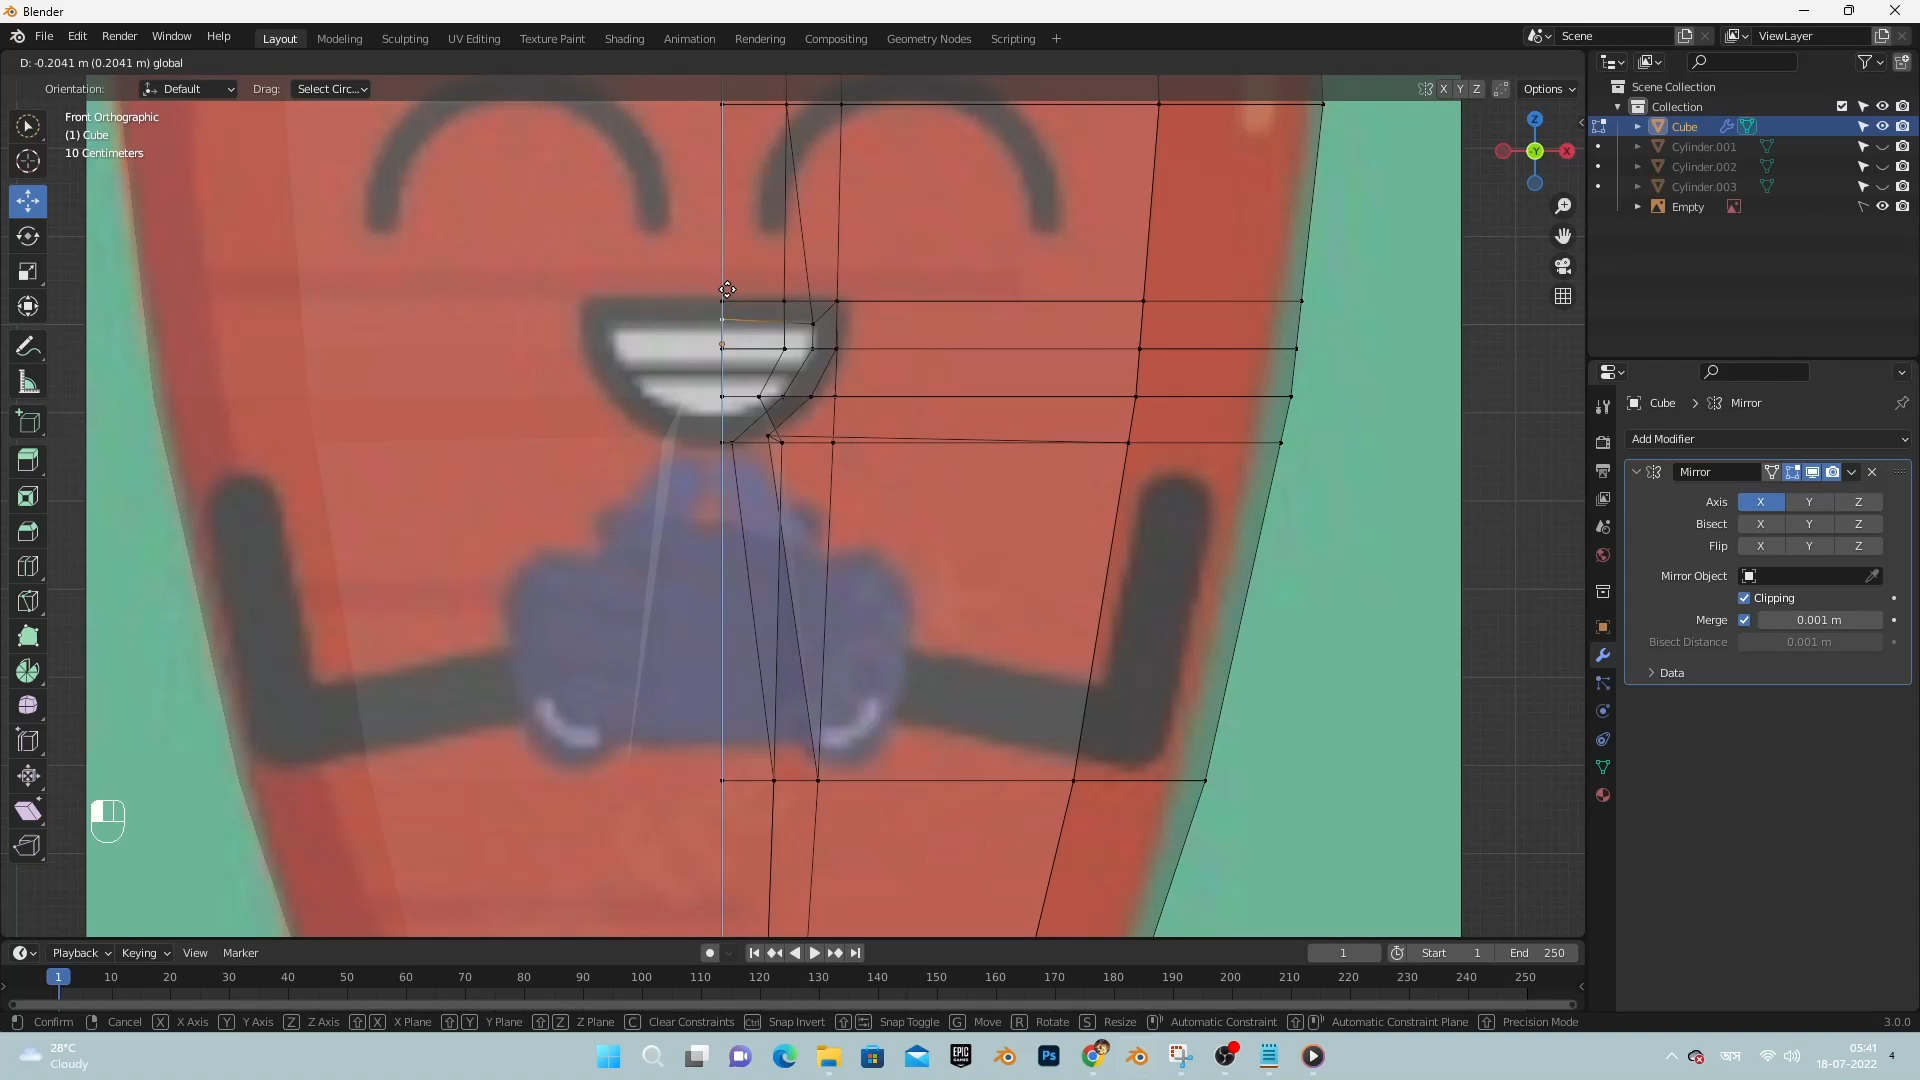 Blender
File Edit Render Window Help
Layout Modeling Sculpting UV Editing Texture Paint Shading Animation Rendering Compositing Geometry Nodes Scripting +
Scene
ViewLayer
D: -0.2041 m (0.2041 m) global
Orientation: Default Drag: Select Circ...
X Y Z Options
Front Orthographic
(1) Cube
10 Centimeters
Z
-Y
X
Scene Collection
Collection
Cube
Cylinder.001
Cylinder.002
Cylinder.003
Empty
Cube > Mirror
Add Modifier
Mirror
Axis X Y Z
Bisect X Y Z
Flip X Y Z
Mirror Object
Clipping
Merge 0.001 m
Bisect Distance 0.001 m
Data
Playback Keying View Marker
1 Start 1 End 250
1 10 20 30 40 50 60 70 80 90 100 110 120 130 140 150 160 170 180 190 200 210 220 230 240 250
Confirm Cancel X X Axis Y Y Axis Z Z Axis X X Plane Y Y Plane Z Z Plane C Clear Constraints Ctrl Snap Invert Snap Toggle G Move R Rotate S Resize Automatic Constraint Automatic Constraint Plane Precision Mode 3.0.0
28°C
Cloudy
EPIC GAMES
Ps
অস
05:41
18-07-2022
4